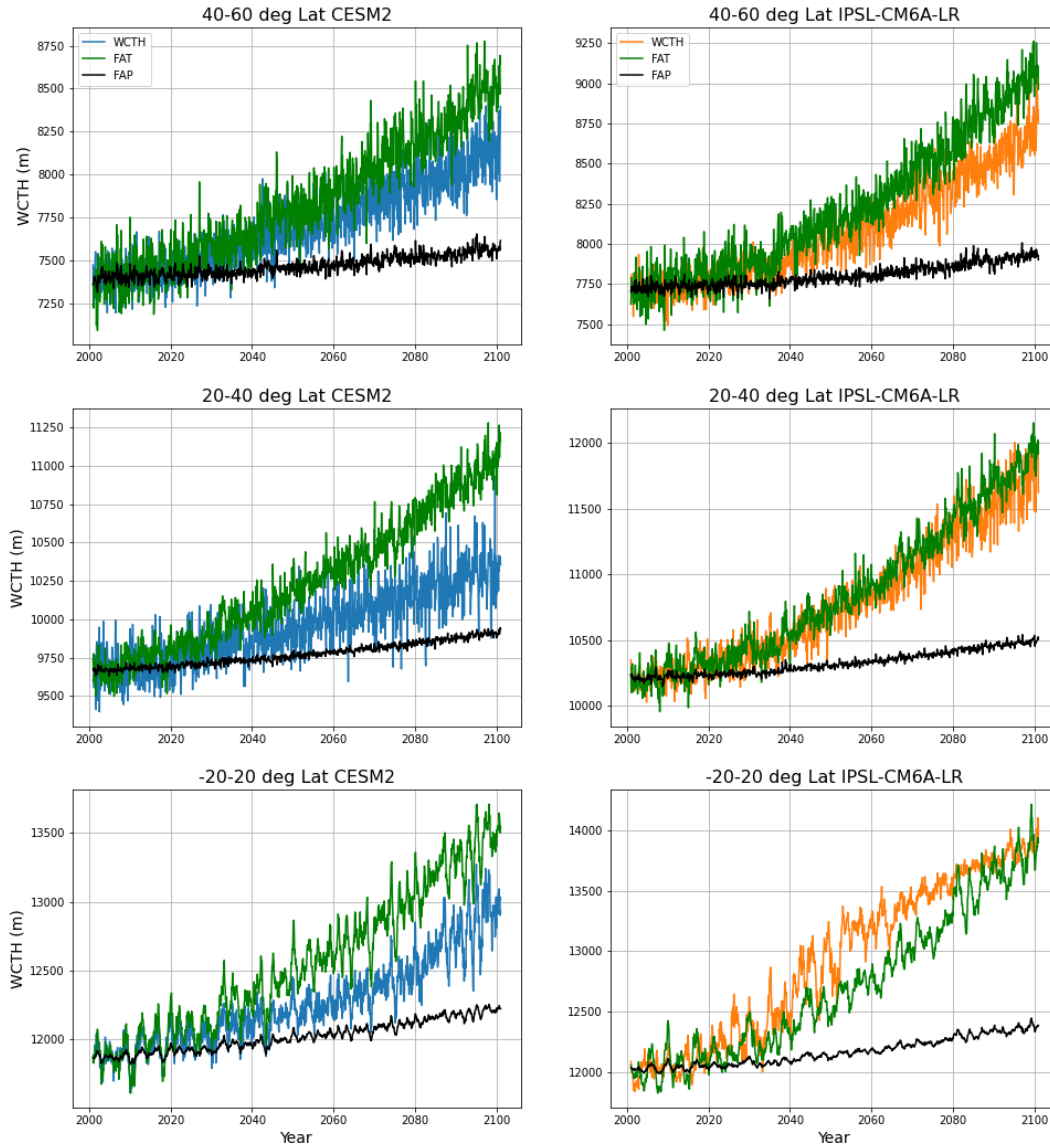 40-60 deg Lat CESM2
WCTH
FAT
FAP
8750
8500
8250
8000
7750
7500
7250
WCTH (m)
2000 2020 2040 2060 2080 2100
40-60 deg Lat IPSL-CM6A-LR
WCTH
FAT
FAP
9250
9000
8750
8500
8250
8000
7750
7500
2000 2020 2040 2060 2080 2100
20-40 deg Lat CESM2
11250
11000
10750
10500
10250
10000
9750
9500
WCTH (m)
2000 2020 2040 2060 2080 2100
20-40 deg Lat IPSL-CM6A-LR
12000
11500
11000
10500
10000
2000 2020 2040 2060 2080 2100
-20-20 deg Lat CESM2
13500
13000
12500
12000
WCTH (m)
2000 2020 2040 2060 2080 2100
Year
-20-20 deg Lat IPSL-CM6A-LR
14000
13500
13000
12500
12000
2000 2020 2040 2060 2080 2100
Year